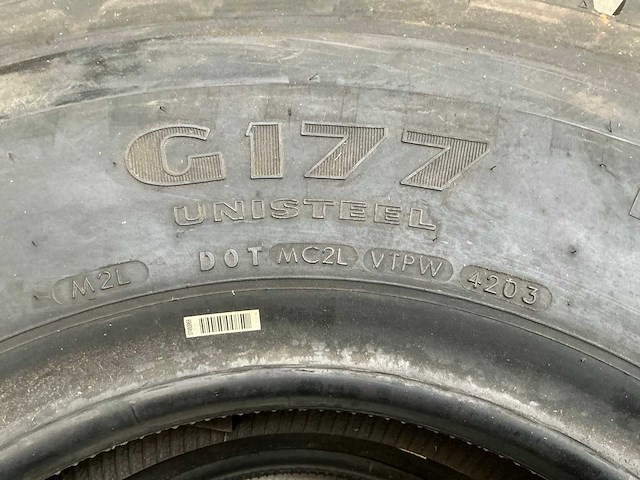 G177
UNISTEEL
M2L DOT MC2L VTPW 4203